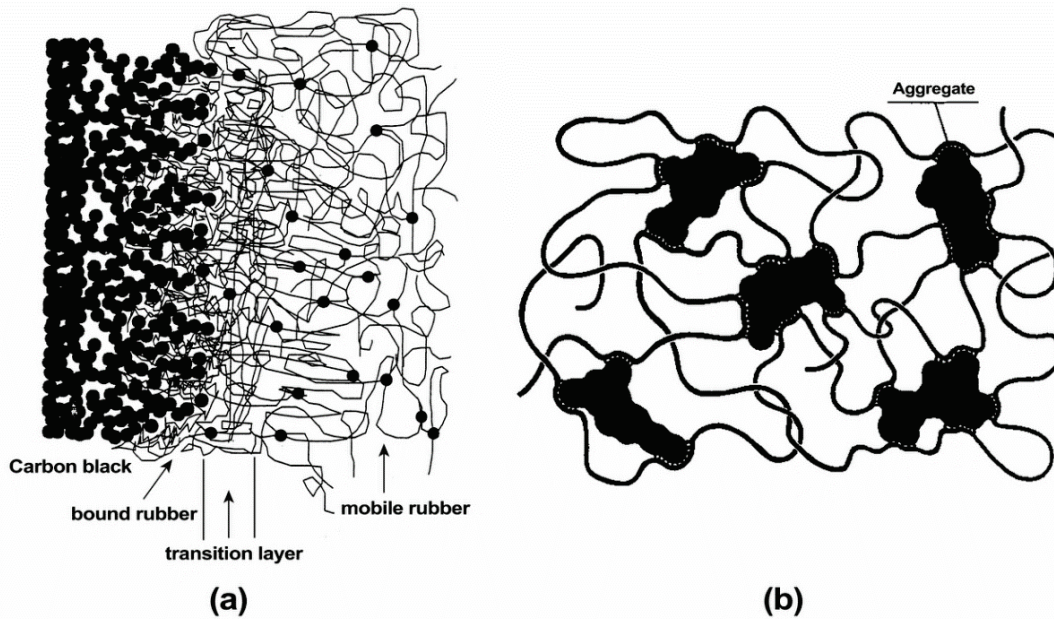 Aggregate
Carbon black
bound rubber
mobile rubber
transition layer
(a)
(b)